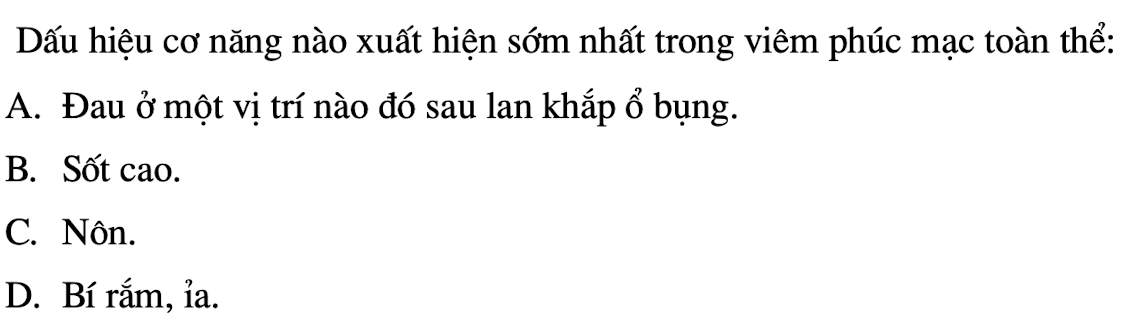 Dấu hiệu cơ năng nào xuất hiện sớm nhất trong viêm phúc mạc toàn thể:
A. Đau ở một vị trí nào đó sau lan khắp ổ bụng.
B. Sốt cao.
C. Nôn.
D. Bí rắm, ỉa.